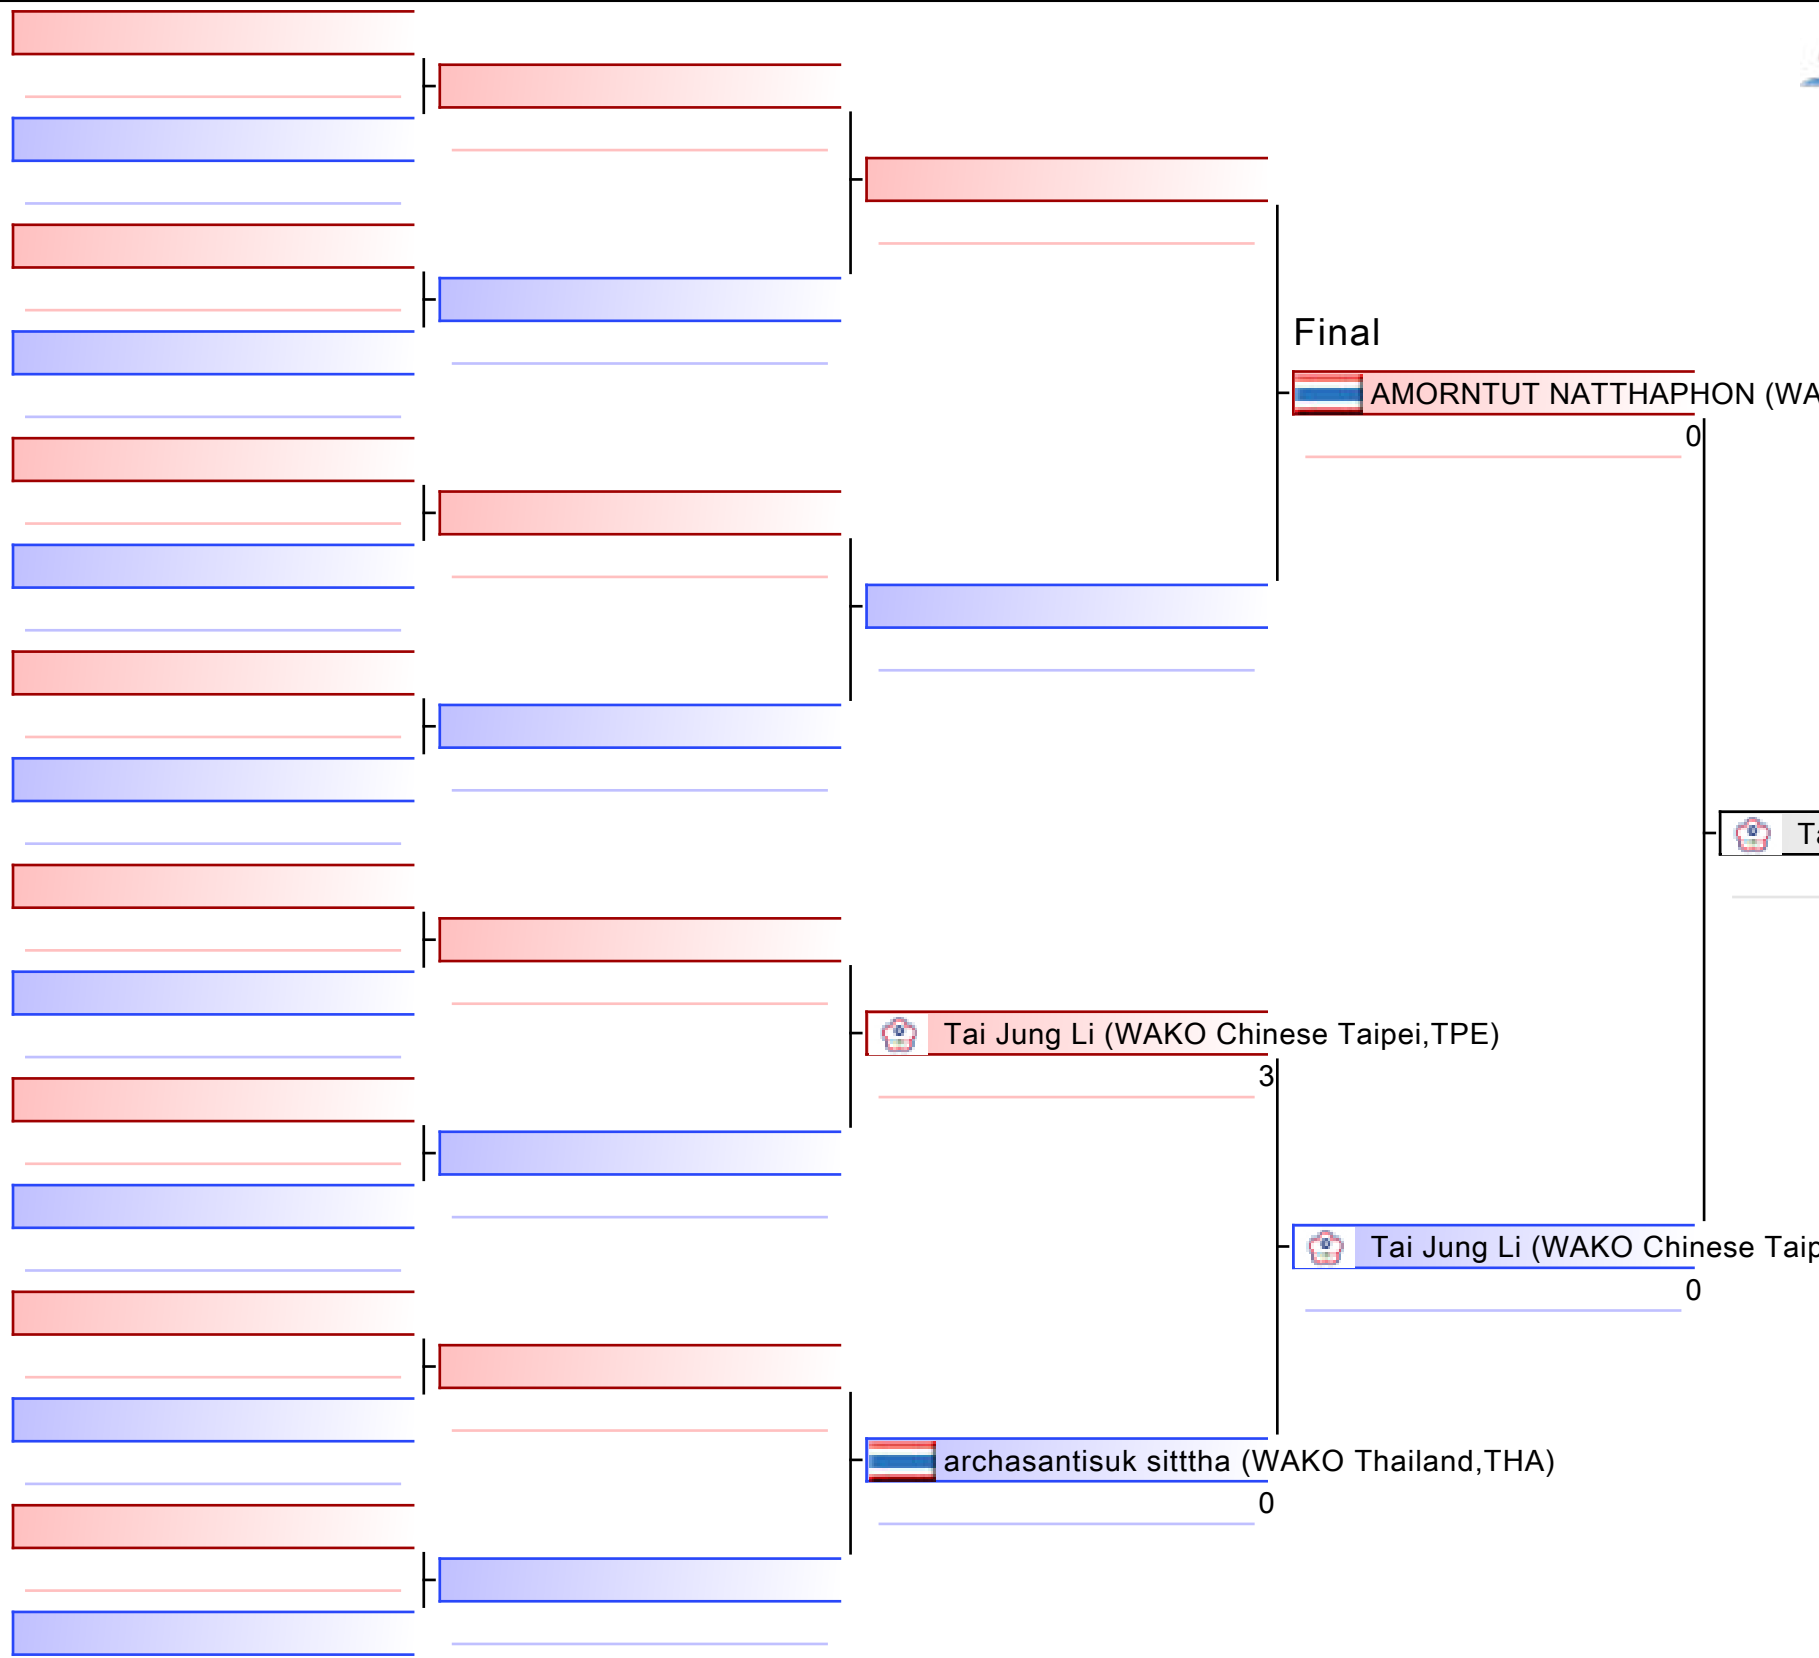 Final
AMORNTUT NATTHAPHON (WA
0
Ta
Tai Jung Li (WAKO Chinese Taipei,TPE)
3
Tai Jung Li (WAKO Chinese Taip
0
archasantisuk sitttha (WAKO Thailand,THA)
0